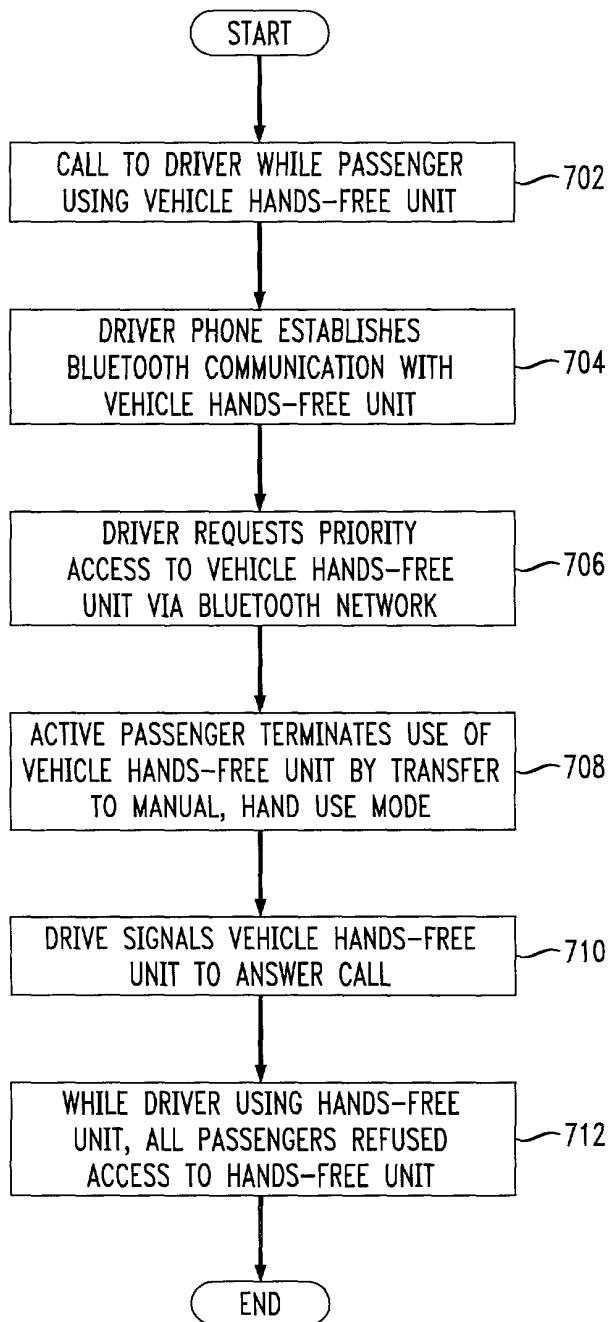 START
CALL TO DRIVER WHILE PASSENGER
USING VEHICLE HANDS-FREE UNIT
702
DRIVER PHONE ESTABLISHES
BLUETOOTH COMMUNICATION WITH
VEHICLE HANDS-FREE UNIT
704
DRIVER REQUESTS PRIORITY
ACCESS TO VEHICLE HANDS-FREE
UNIT VIA BLUETOOTH NETWORK
706
ACTIVE PASSENGER TERMINATES USE OF
VEHICLE HANDS-FREE UNIT BY TRANSFER
TO MANUAL, HAND USE MODE
708
DRIVE SIGNALS VEHICLE HANDS-FREE
UNIT TO ANSWER CALL
710
WHILE DRIVER USING HANDS-FREE
UNIT, ALL PASSENGERS REFUSED
ACCESS TO HANDS-FREE UNIT
712
END